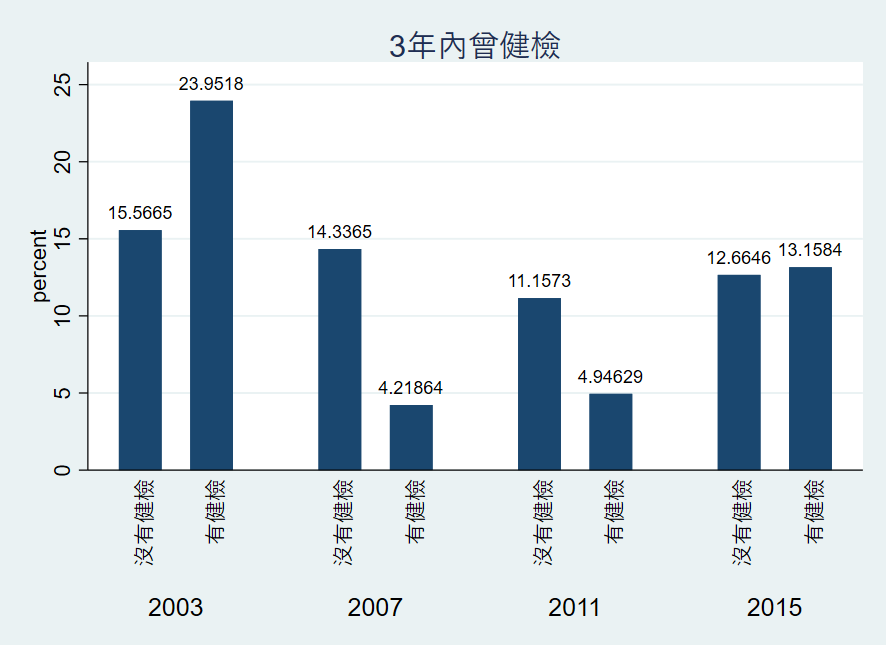 3年內曾健檢
percent
25
20
15
10
5
0
15.5665
23.9518
14.3365
4.21864
11.1573
4.94629
12.6646
13.1584
沒有健檢
有健檢
沒有健檢
有健檢
沒有健檢
有健檢
沒有健檢
有健檢
2003
2007
2011
2015